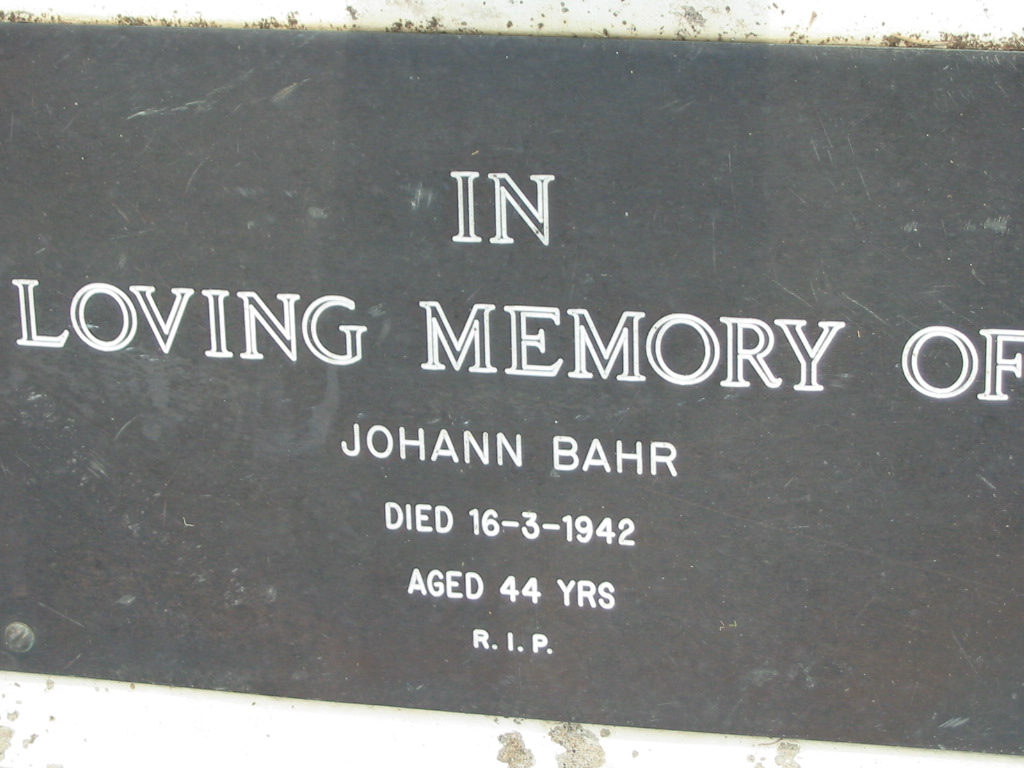 IN
LOVING MEMORY OF
JOHANN BAHR
DIED 16-3-1942
AGED 44 YRS
R. I. P.